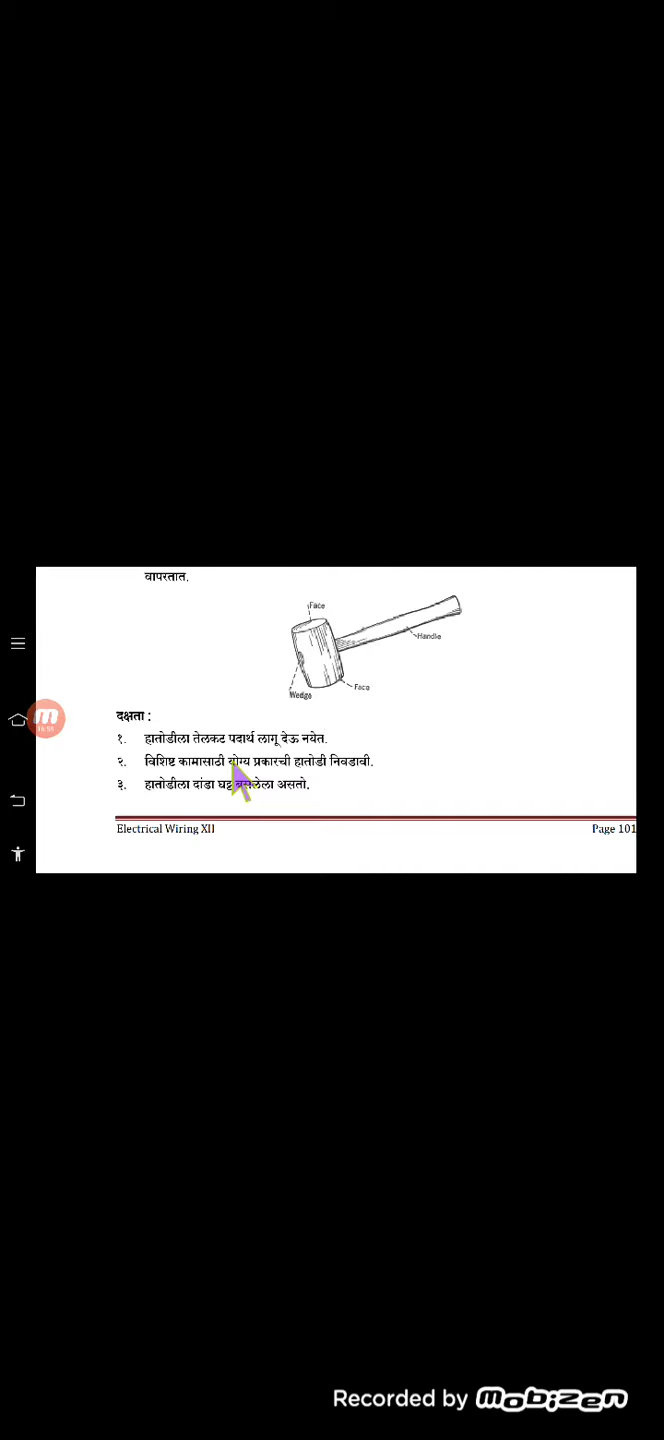 वापरतात.
Face
Handle
Face
Wedge
दक्षता :
१. हातोडीला तेलकट पदार्थ लागू देऊ नयेत.
२. विशिष्ट कामासाठी योग्य प्रकारची हातोडी निवडावी.
३. हातोडीला दांडा घट्ट बसलेला असतो.
Electrical Wiring XII Page 101
Recorded by mobizen